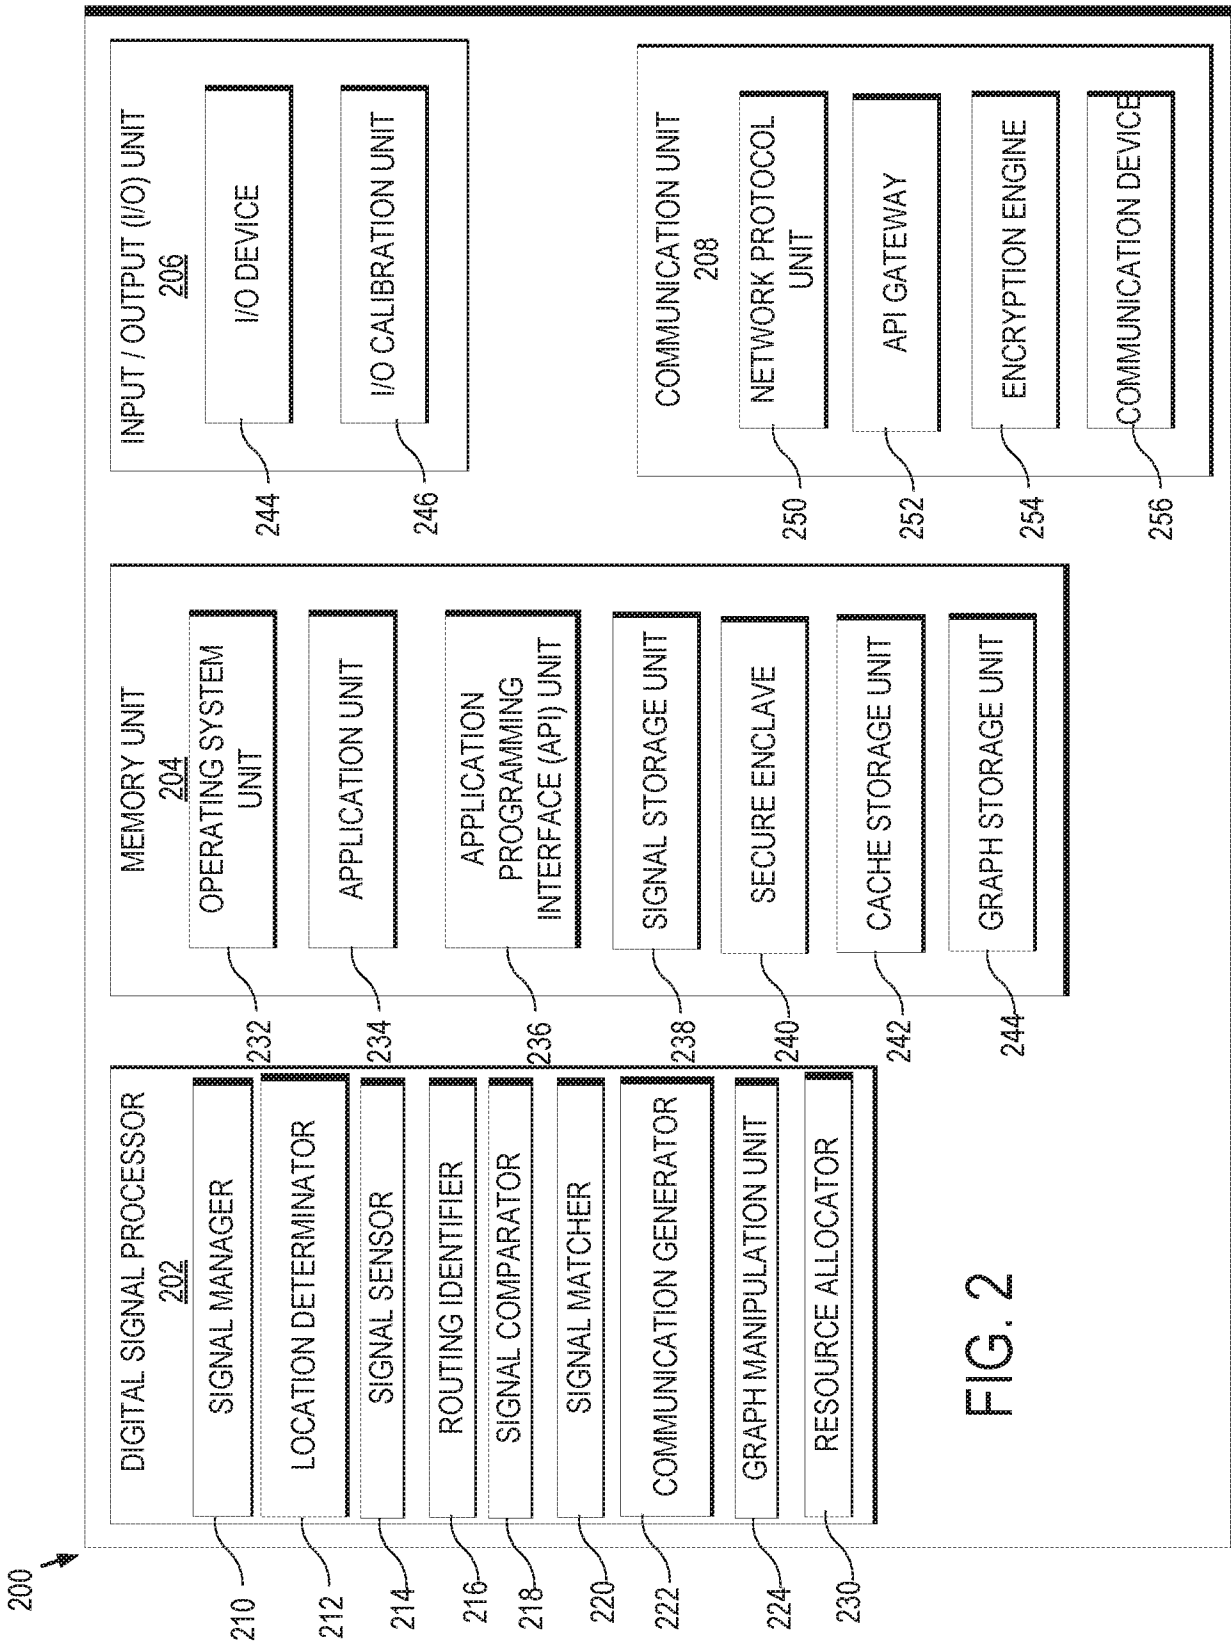 200
DIGITAL SIGNAL PROCESSOR
202
210
SIGNAL MANAGER
212
LOCATION DETERMINATOR
214
SIGNAL SENSOR
216
ROUTING IDENTIFIER
218
SIGNAL COMPARATOR
220
SIGNAL MATCHER
222
COMMUNICATION GENERATOR
224
GRAPH MANIPULATION UNIT
230
RESOURCE ALLOCATOR
MEMORY UNIT
204
232
OPERATING SYSTEM
UNIT
234
APPLICATION UNIT
236
APPLICATION
PROGRAMMING
INTERFACE (API) UNIT
238
SIGNAL STORAGE UNIT
240
SECURE ENCLAVE
242
CACHE STORAGE UNIT
244
GRAPH STORAGE UNIT
INPUT / OUTPUT (I/O) UNIT
206
244
I/O DEVICE
246
I/O CALIBRATION UNIT
COMMUNICATION UNIT
208
250
NETWORK PROTOCOL
UNIT
252
API GATEWAY
254
ENCRYPTION ENGINE
256
COMMUNICATION DEVICE
FIG. 2